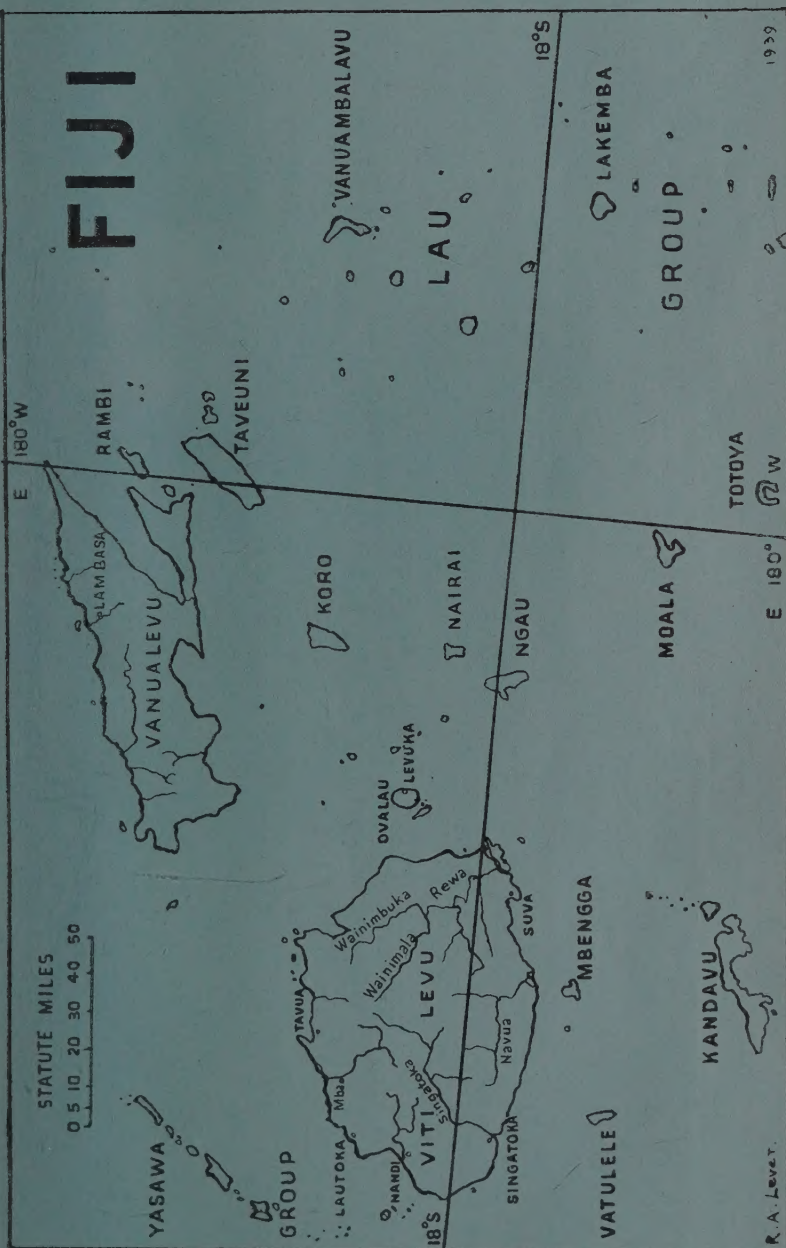 FIJI
STATUTE MILES
0 5 10 20 30 40 50
E 180° W
YASAWA
GROUP
VANUALEVU
LAMBASA
RAMBI
TAVEUNI
VANUAMBALAVU
KORO
LAU
GROUP
LAKEMBA
NAIRAI
NGAU
OVALAU
LEVUKA
TAVUA
Mba
LAUTOKA
NANDI
VITI LEVU
Wainimbuka
Wainimala
Rewa
Singatoka
Navua
SUVA
SINGATOKA
18°S
18°S
VATULELE
MBENGGA
KANDAVU
MOALA
TOTOYA
E 180° W
R.A. Lever.
1939